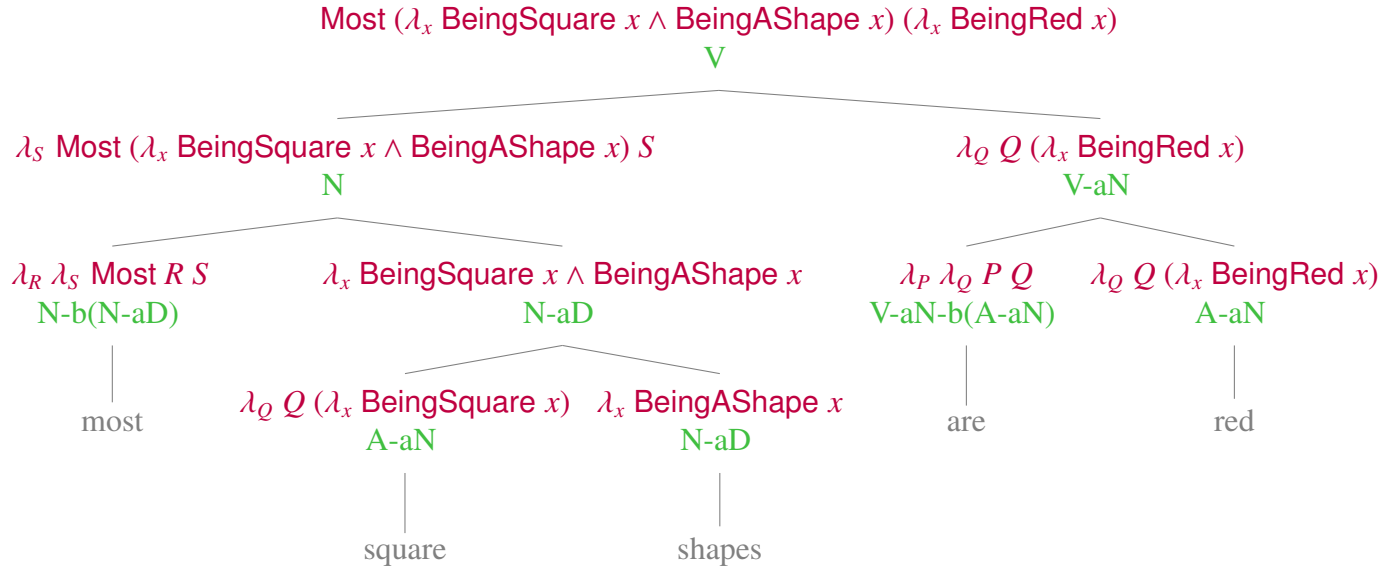 Most (λx BeingSquare x ∧ BeingAShape x) (λx BeingRed x)
V
λS Most (λx BeingSquare x ∧ BeingAShape x) S λQ Q (λx BeingRed x)
N V-aN
λR λS Most R S λx BeingSquare x ∧ BeingAShape x λP λQ P Q λQ Q (λx BeingRed x)
N-b(N-aD) N-aD V-aN-b(A-aN) A-aN
λQ Q (λx BeingSquare x) λx BeingAShape x
most A-aN N-aD are red
square shapes